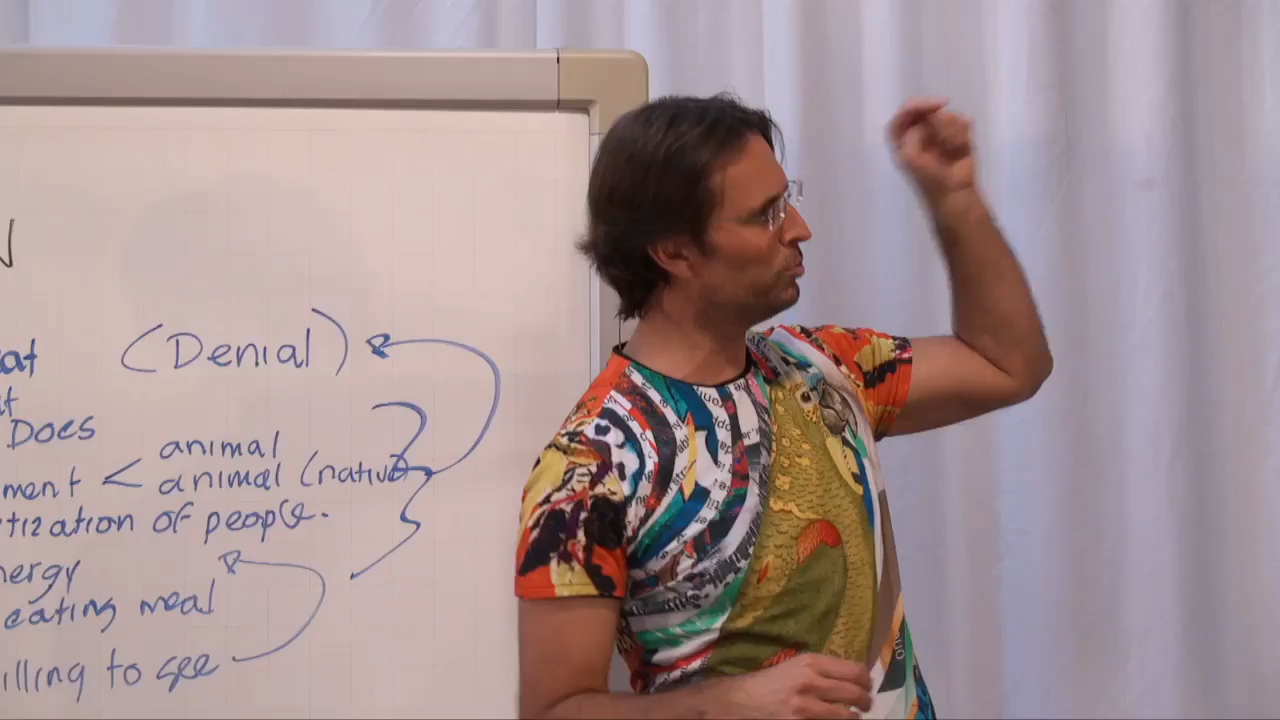 N
at (Denial)
t
Does
animal
ment < animal (native
tization of people.
nergy
eating meal
illing to see